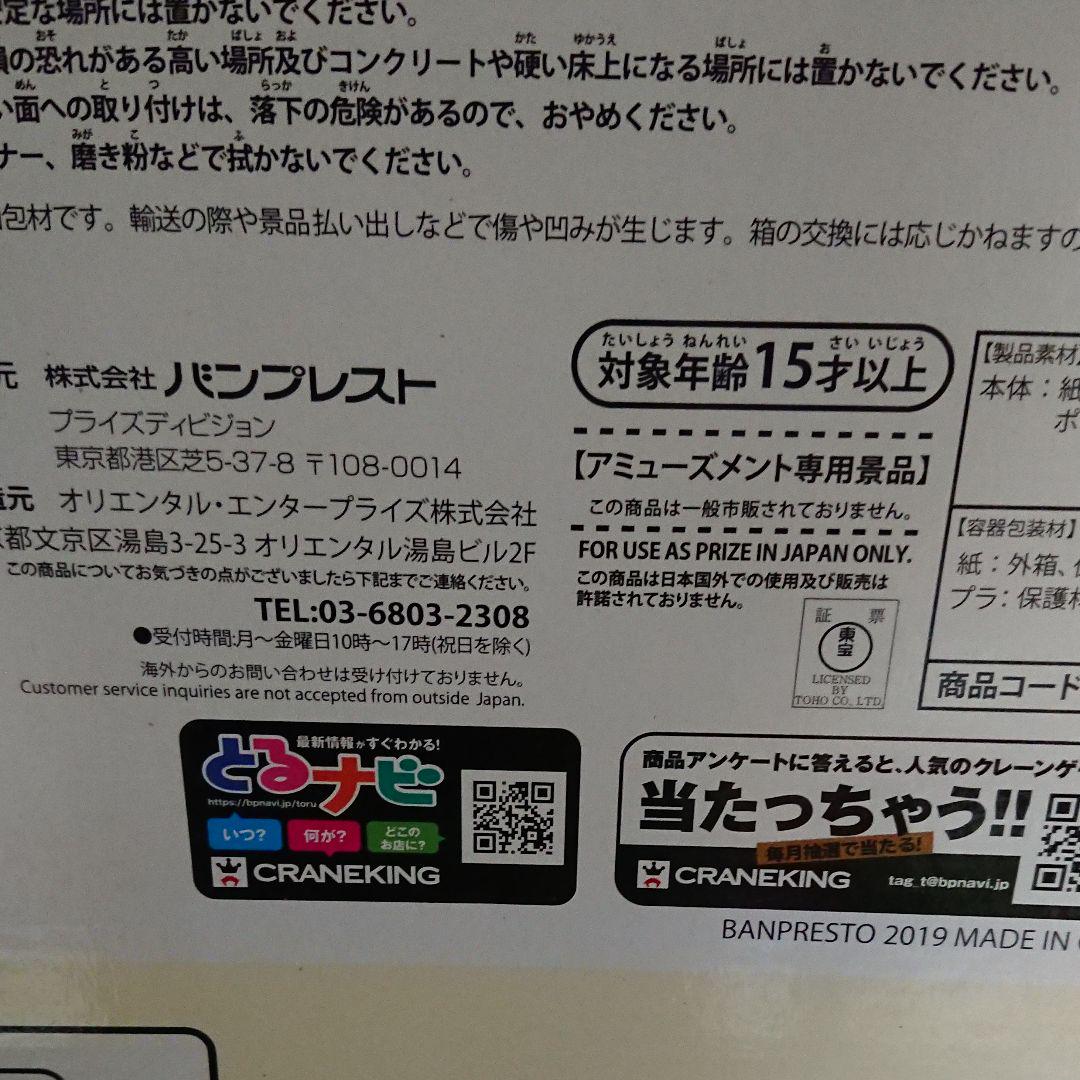 定な場所には置かないでください。
の恐れがある高い場所及びコンクリートや硬い床上になる場所には置かないでください。
い面への取り付けは、落下の危険があるので、おやめください。
ナー、磨き粉などで拭かないでください。
包材です。輸送の際や景品払い出しなどで傷や凹みが生じます。箱の交換には応じかねますの
元 株式会社 バンプレスト
プライズディビジョン
東京都港区芝5-37-8 〒108-0014
元 オリエンタル・エンタープライズ株式会社
都文京区湯島3-25-3 オリエンタル湯島ビル2F
この商品についてお気づきの点がございましたら下記までご連絡ください。
TEL:03-6803-2308
●受付時間:月～金曜日10時～17時(祝日を除く)
海外からのお問い合わせは受け付けておりません。
Customer service inquiries are not accepted from outside Japan.
たいしょう ねんれい さい いじょう
対象年齢15才以上
【アミューズメント専用景品】
この商品は一般市販されておりません。
FOR USE AS PRIZE IN JAPAN ONLY.
この商品は日本国外での使用及び販売は
許諾されておりません。
証 票
東宝
LICENSED
BY
TOHO CO., LTD.
【製品素材】
本体：紙
ポ
【容器包装材】
紙：外箱、
プラ：保護
商品コード
最新情報がすぐわかる!
とるナビ
https://bpnavi.jp/toru
いつ?
何が?
どこの
お店に?
CRANEKING
商品アンケートに答えると、人気のクレーンゲ
当たっちゃう!!
毎月抽選で当たる!
CRANEKING
tag_t@bpnavi.jp
BANPRESTO 2019 MADE IN